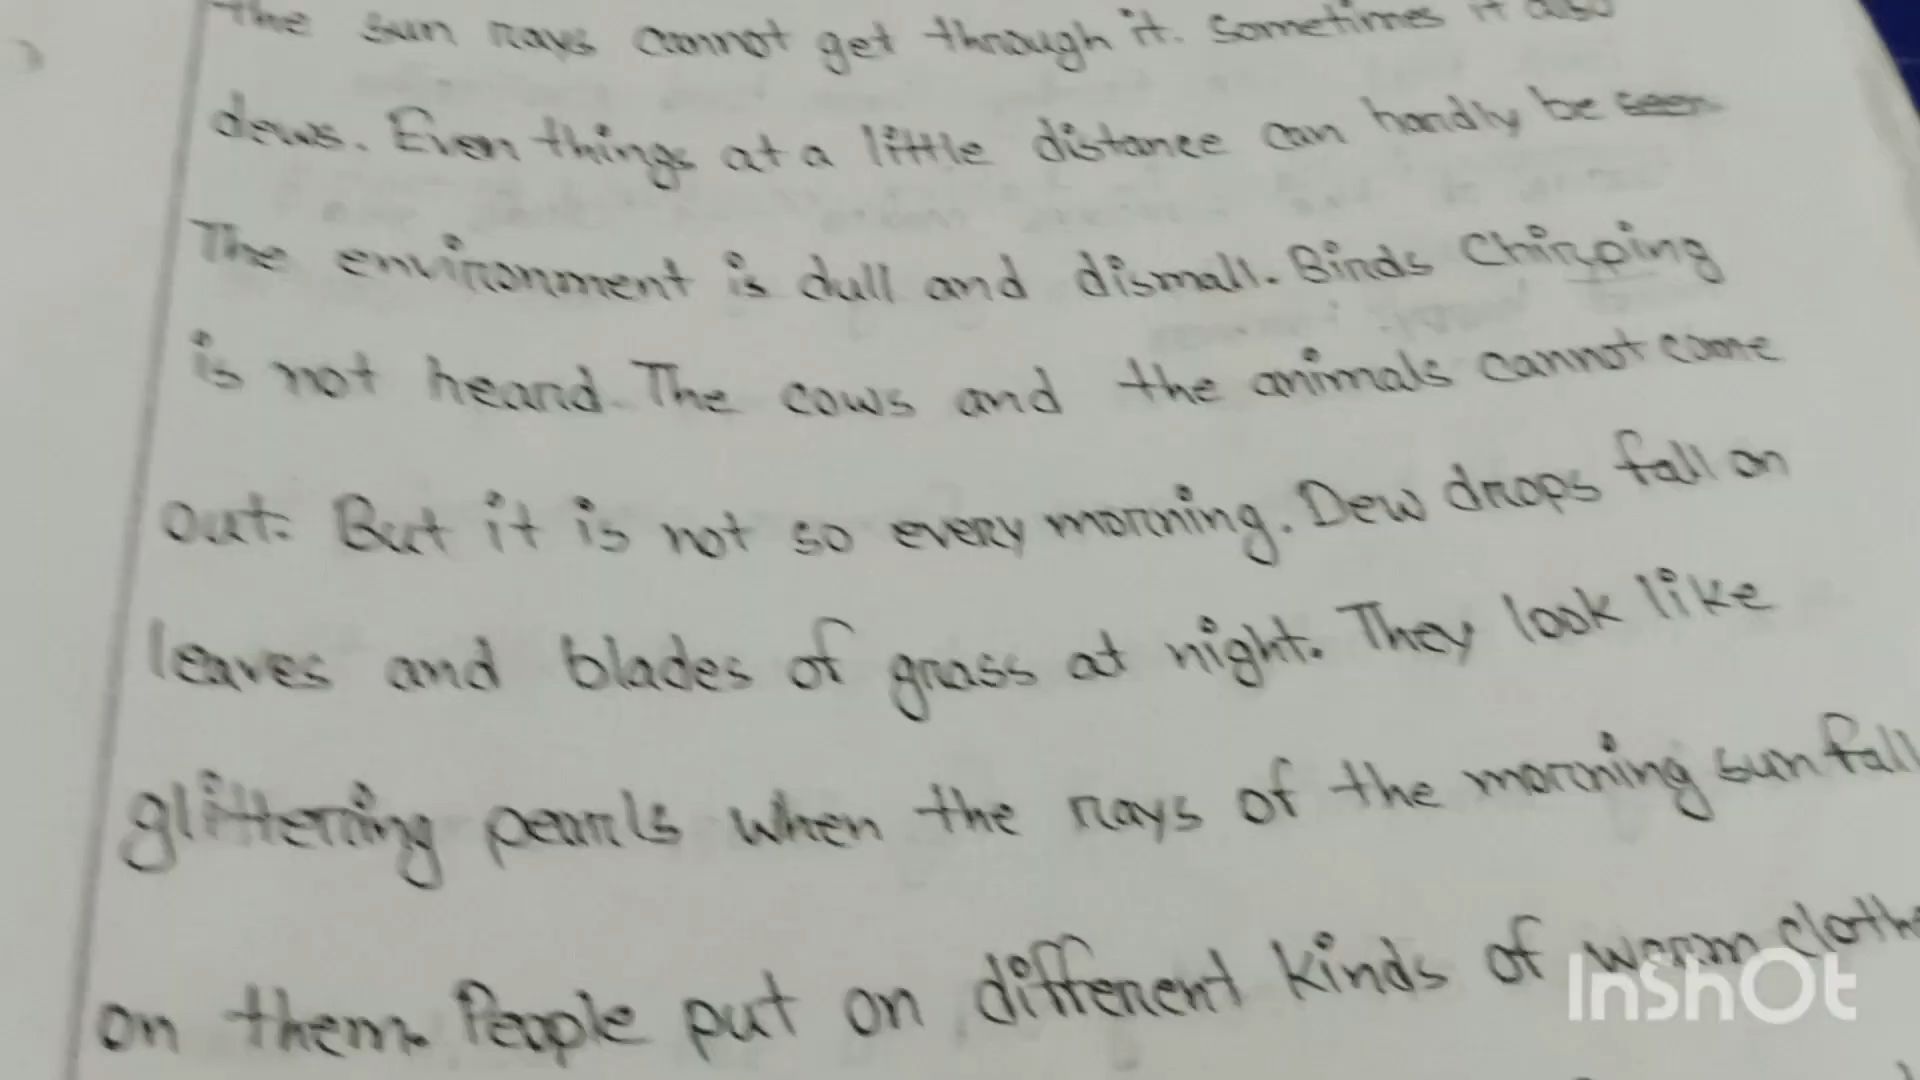 the sun rays cannot get through it. Sometimes it also
dews. Even things at a little distance can hardly be seen
The environment is dull and dismall. Birds Chirping
is not heard. The cows and the animals cannot come
out. But it is not so every morning. Dew drops fall on
leaves and blades of grass at night. They look like
glittering pearls when the rays of the morning sun fall
on them. People put on different kinds of warm clothe
InShOt